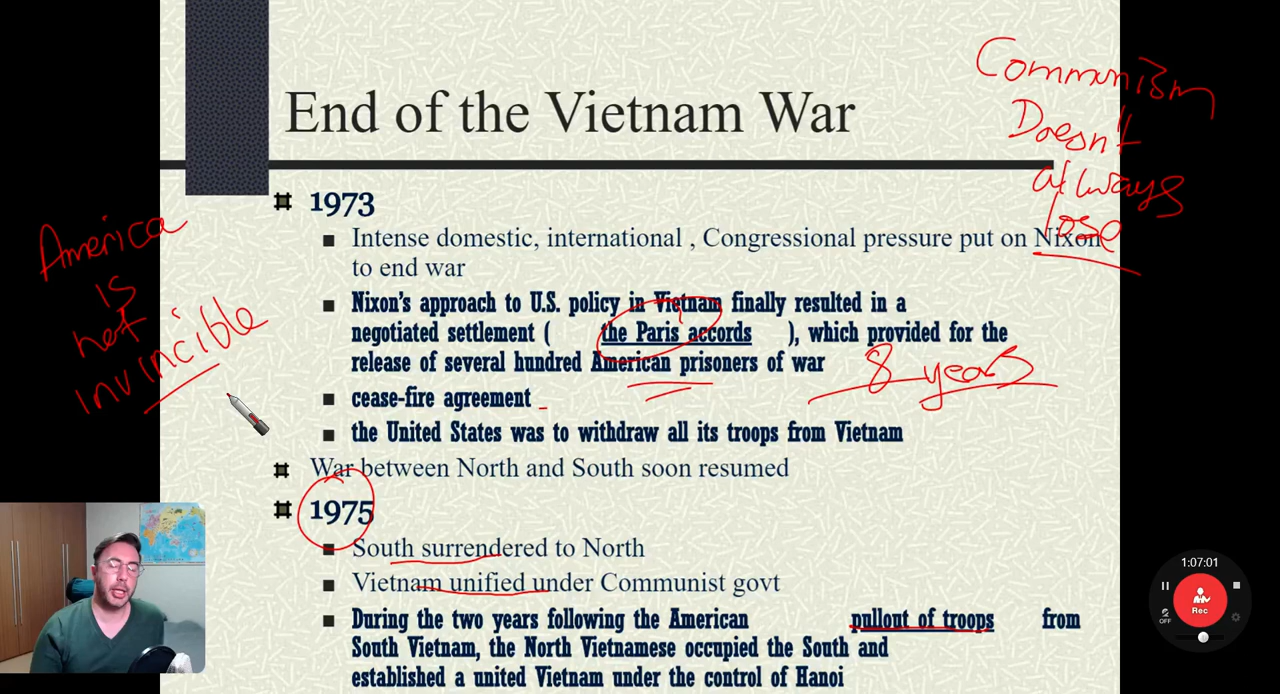 End of the Vietnam War
Communism
Doesn't
always
lose
America
is
not
invincible
1973
Intense domestic, international , Congressional pressure put on Nixon
to end war
Nixon's approach to U.S. policy in Vietnam finally resulted in a
negotiated settlement ( the Paris accords ), which provided for the
release of several hundred American prisoners of war
8 years
cease-fire agreement
the United States was to withdraw all its troops from Vietnam
War between North and South soon resumed
1975
South surrendered to North
Vietnam unified under Communist govt
During the two years following the American pullout of troops from
South Vietnam, the North Vietnamese occupied the South and
established a united Vietnam under the control of Hanoi
1:07:01
Rec
OFF